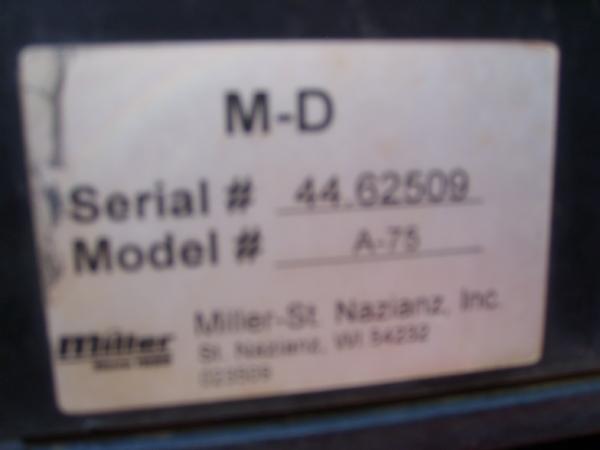 M-D
Serial # 44.62509
Model # A-75
Miller-St. Nazianz, Inc.
Miller St. Nazianz, WI 54232